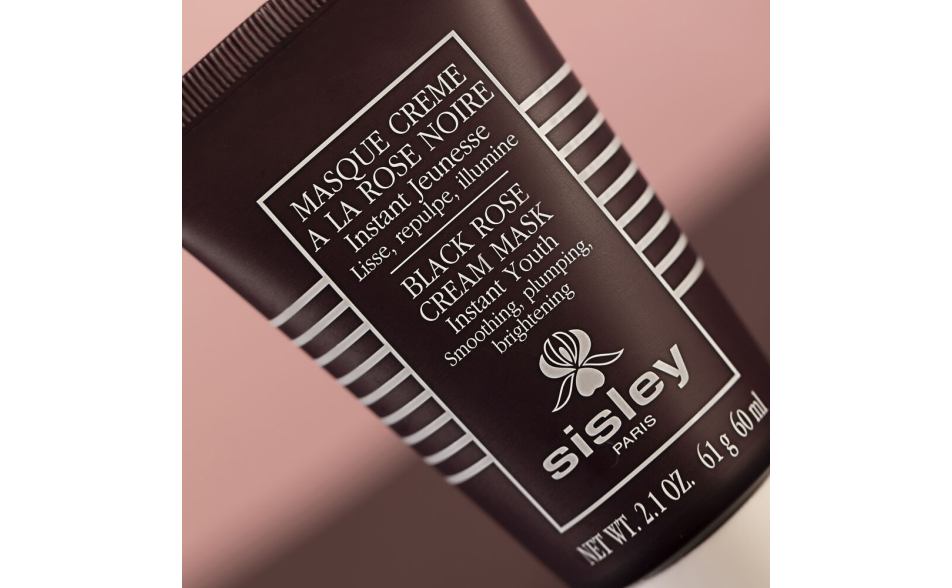 MASQUE CREME
A LA ROSE NOIRE
Instant Jeunesse
Lisse, repulpe, illumine
BLACK ROSE
CREAM MASK
Instant Youth
Smoothing, plumping,
brightening
sisley
PARIS
NET WT. 2.1 OZ. 61 g 60 ml